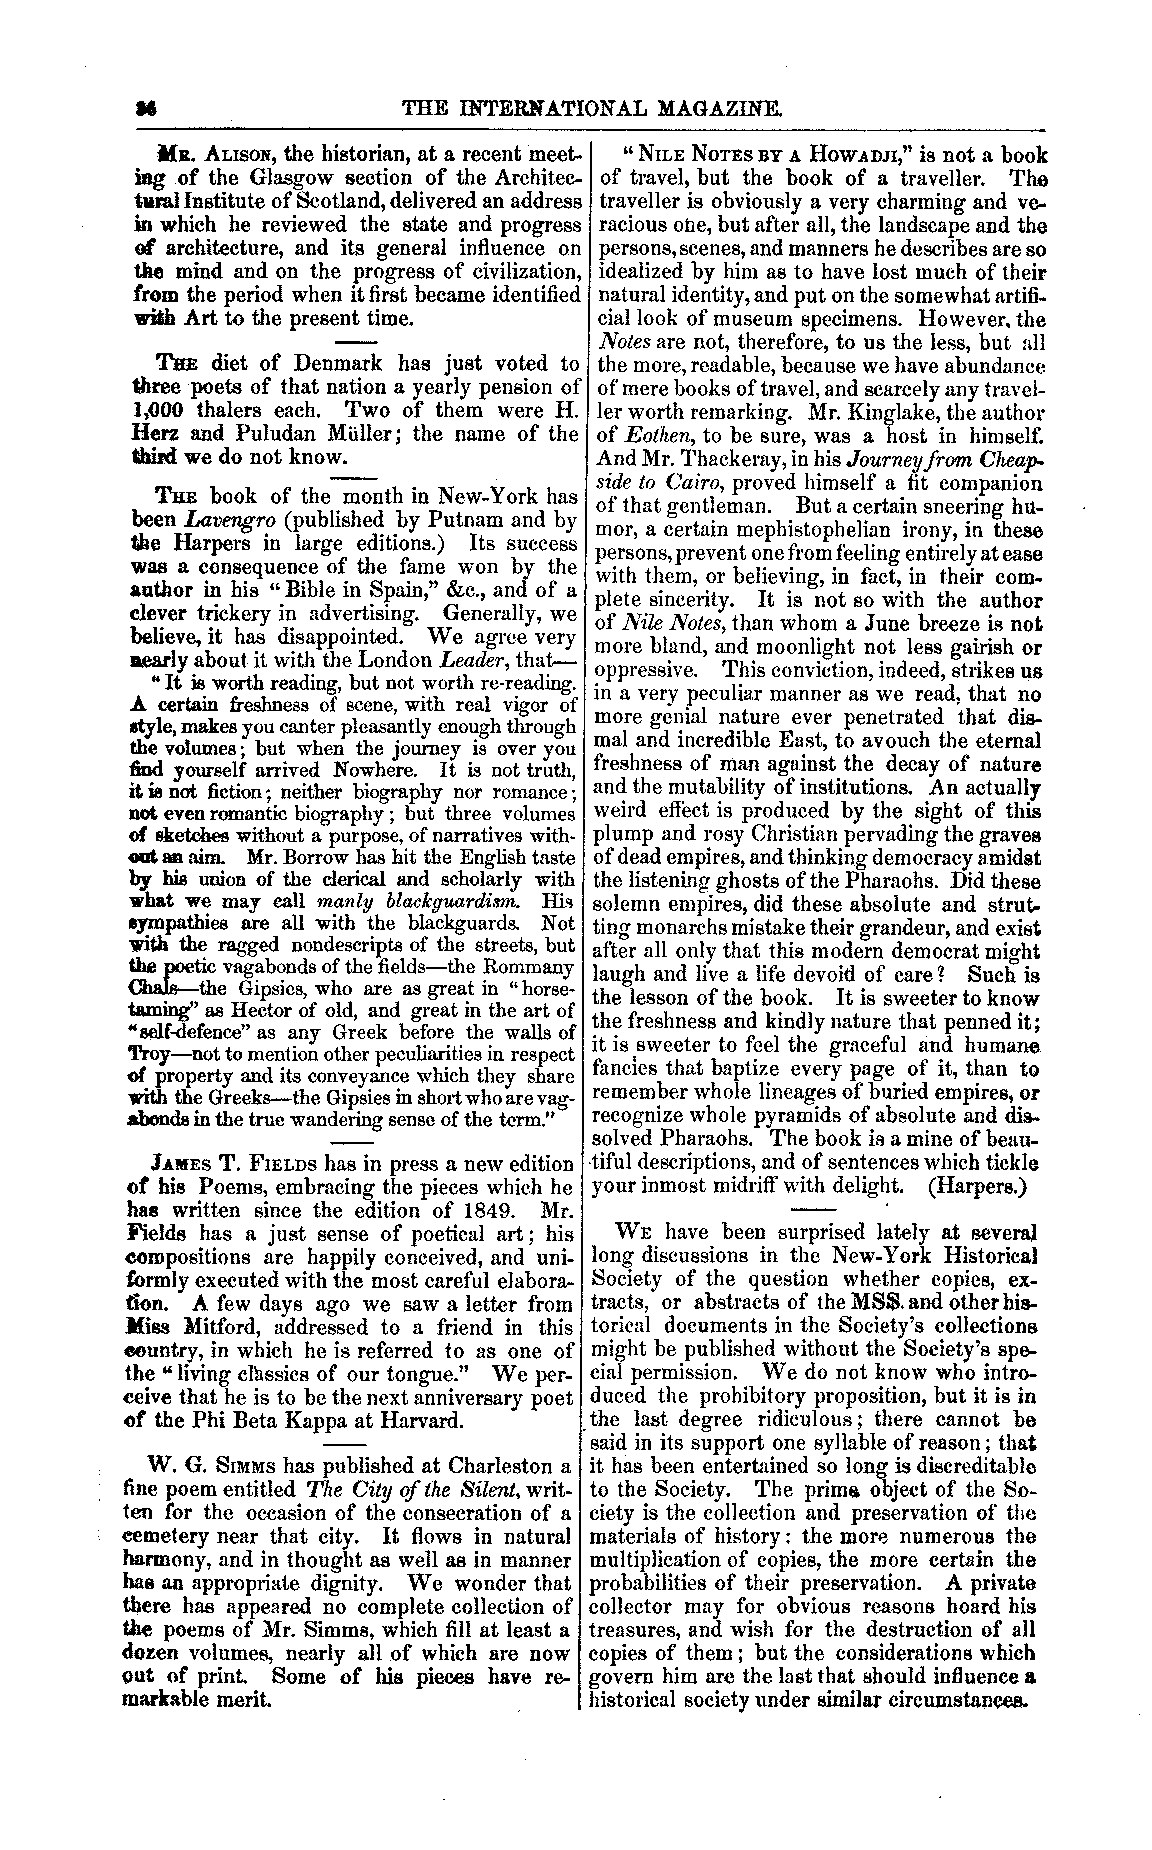 THE INTERNATIONAL MAGAZINE.
MR. ALISON, the historian, at a recent meet-
ing of the Glasgow section of the Architec-
tural Institute of Scotland, delivered an address
in which he reviewed the state and progress
of architecture, and its general influence on
the mind and on the progress of civilization,
from the period when it first became identified
with Art to the present time.
THE diet of Denmark has just voted to
three poets of that nation a yearly pension of
1,000 thalers each. Two of them were H.
Herz and Puludan Müller; the name of the
third we do not know.
THE book of the month in New-York has
been Lavengro (published by Putnam and by
the Harpers in large editions.) Its success
was a consequence of the fame won by the
author in his "Bible in Spain," &c., and of a
clever trickery in advertising. Generally, we
believe, it has disappointed. We agree very
nearly about it with the London Leader, that—
"It is worth reading, but not worth re-reading.
A certain freshness of scene, with real vigor of
style, makes you canter pleasantly enough through
the volumes; but when the journey is over you
find yourself arrived Nowhere. It is not truth,
it is not fiction; neither biography nor romance;
not even romantic biography; but three volumes
of sketches without a purpose, of narratives with-
out an aim. Mr. Borrow has hit the English taste
by his union of the clerical and scholarly with
what we may call manly blackguardism. His
sympathies are all with the blackguards. Not
with the ragged nondescripts of the streets, but
the poetic vagabonds of the fields—the Rommany
Chals—the Gipsies, who are as great in "horse-
taming" as Hector of old, and great in the art of
"self-defence" as any Greek before the walls of
Troy—not to mention other peculiarities in respect
of property and its conveyance which they share
with the Greeks—the Gipsies in short who are vag-
abonds in the true wandering sense of the term."
JAMES T. FIELDS has in press a new edition
of his Poems, embracing the pieces which he
has written since the edition of 1849. Mr.
Fields has a just sense of poetical art; his
compositions are happily conceived, and uni-
formly executed with the most careful elabora-
tion. A few days ago we saw a letter from
Miss Mitford, addressed to a friend in this
country, in which he is referred to as one of
the "living classics of our tongue." We per-
ceive that he is to be the next anniversary poet
of the Phi Beta Kappa at Harvard.
W. G. SIMMS has published at Charleston a
fine poem entitled The City of the Silent, writ-
ten for the occasion of the consecration of a
cemetery near that city. It flows in natural
harmony, and in thought as well as in manner
has an appropriate dignity. We wonder that
there has appeared no complete collection of
the poems of Mr. Simms, which fill at least a
dozen volumes, nearly all of which are now
out of print. Some of his pieces have re-
markable merit.
"NILE NOTES BY A HOWADJI," is not a book
of travel, but the book of a traveller. The
traveller is obviously a very charming and ve-
racious one, but after all, the landscape and the
persons, scenes, and manners he describes are so
idealized by him as to have lost much of their
natural identity, and put on the somewhat artifi-
cial look of museum specimens. However, the
Notes are not, therefore, to us the less, but all
the more, readable, because we have abundance
of mere books of travel, and scarcely any travel-
ler worth remarking. Mr. Kinglake, the author
of Eothen, to be sure, was a host in himself.
And Mr. Thackeray, in his Journey from Cheap-
side to Cairo, proved himself a fit companion
of that gentleman. But a certain sneering hu-
mor, a certain mephistophelian irony, in these
persons, prevent one from feeling entirely at ease
with them, or believing, in fact, in their com-
plete sincerity. It is not so with the author
of Nile Notes, than whom a June breeze is not
more bland, and moonlight not less gairish or
oppressive. This conviction, indeed, strikes us
in a very peculiar manner as we read, that no
more genial nature ever penetrated that dis-
mal and incredible East, to avouch the eternal
freshness of man against the decay of nature
and the mutability of institutions. An actually
weird effect is produced by the sight of this
plump and rosy Christian pervading the graves
of dead empires, and thinking democracy amidst
the listening ghosts of the Pharaohs. Did these
solemn empires, did these absolute and strut-
ting monarchs mistake their grandeur, and exist
after all only that this modern democrat might
laugh and live a life devoid of care? Such is
the lesson of the book. It is sweeter to know
the freshness and kindly nature that penned it;
it is sweeter to feel the graceful and humane
fancies that baptize every page of it, than to
remember whole lineages of buried empires, or
recognize whole pyramids of absolute and dis-
solved Pharaohs. The book is a mine of beau-
tiful descriptions, and of sentences which tickle
your inmost midriff with delight. (Harpers.)
WE have been surprised lately at several
long discussions in the New-York Historical
Society of the question whether copies, ex-
tracts, or abstracts of the MSS. and other his-
torical documents in the Society's collections
might be published without the Society's spe-
cial permission. We do not know who intro-
duced the prohibitory proposition, but it is in
the last degree ridiculous; there cannot be
said in its support one syllable of reason; that
it has been entertained so long is discreditable
to the Society. The prime object of the So-
ciety is the collection and preservation of the
materials of history: the more numerous the
multiplication of copies, the more certain the
probabilities of their preservation. A private
collector may for obvious reasons hoard his
treasures, and wish for the destruction of all
copies of them; but the considerations which
govern him are the last that should influence a
historical society under similar circumstances.